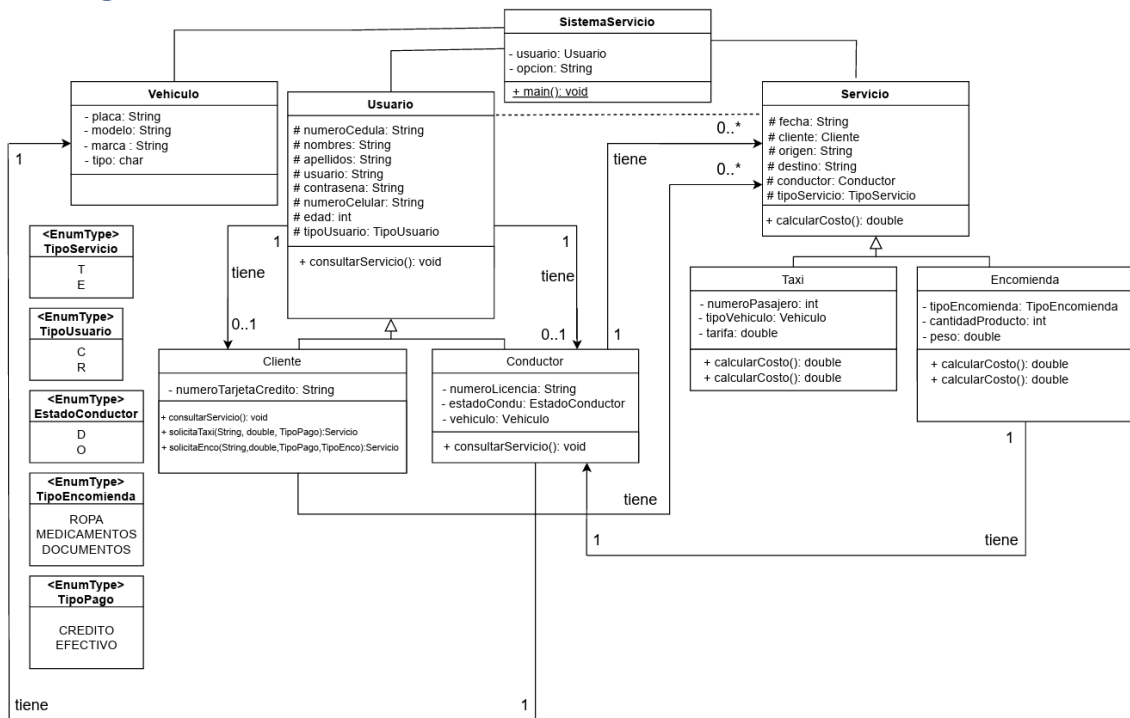 SistemaServicio
- usuario: Usuario
- opcion: String
+ main(): void
Vehiculo
- placa: String
- modelo: String
- marca : String
- tipo: char
Usuario
# numeroCedula: String
# nombres: String
# apellidos: String
# usuario: String
# contrasena: String
# numeroCelular: String
# edad: int
# tipoUsuario: TipoUsuario
+ consultarServicio(): void
Servicio
# fecha: String
# cliente: Cliente
# origen: String
# destino: String
# conductor: Conductor
# tipoServicio: TipoServicio
+ calcularCosto(): double
1
0..*
tiene
0..*
<EnumType>
TipoServicio
T
E
1
tiene
0..1
1
tiene
0..1
1
<EnumType>
TipoUsuario
C
R
Taxi
- numeroPasajero: int
- tipoVehiculo: Vehiculo
- tarifa: double
+ calcularCosto(): double
+ calcularCosto(): double
Encomienda
- tipoEncomienda: TipoEncomienda
- cantidadProducto: int
- peso: double
+ calcularCosto(): double
+ calcularCosto(): double
Cliente
- numeroTarjetaCredito: String
+ consultarServicio(): void
+ solicitaTaxi(String, double, TipoPago):Servicio
+ solicitaEnco(String,double,TipoPago,TipoEnco):Servicio
Conductor
- numeroLicencia: String
- estadoCondu: EstadoConductor
- vehiculo: Vehiculo
+ consultarServicio(): void
<EnumType>
EstadoConductor
D
O
1
<EnumType>
TipoEncomienda
ROPA
MEDICAMENTOS
DOCUMENTOS
tiene
1
tiene
<EnumType>
TipoPago
CREDITO
EFECTIVO
tiene
1